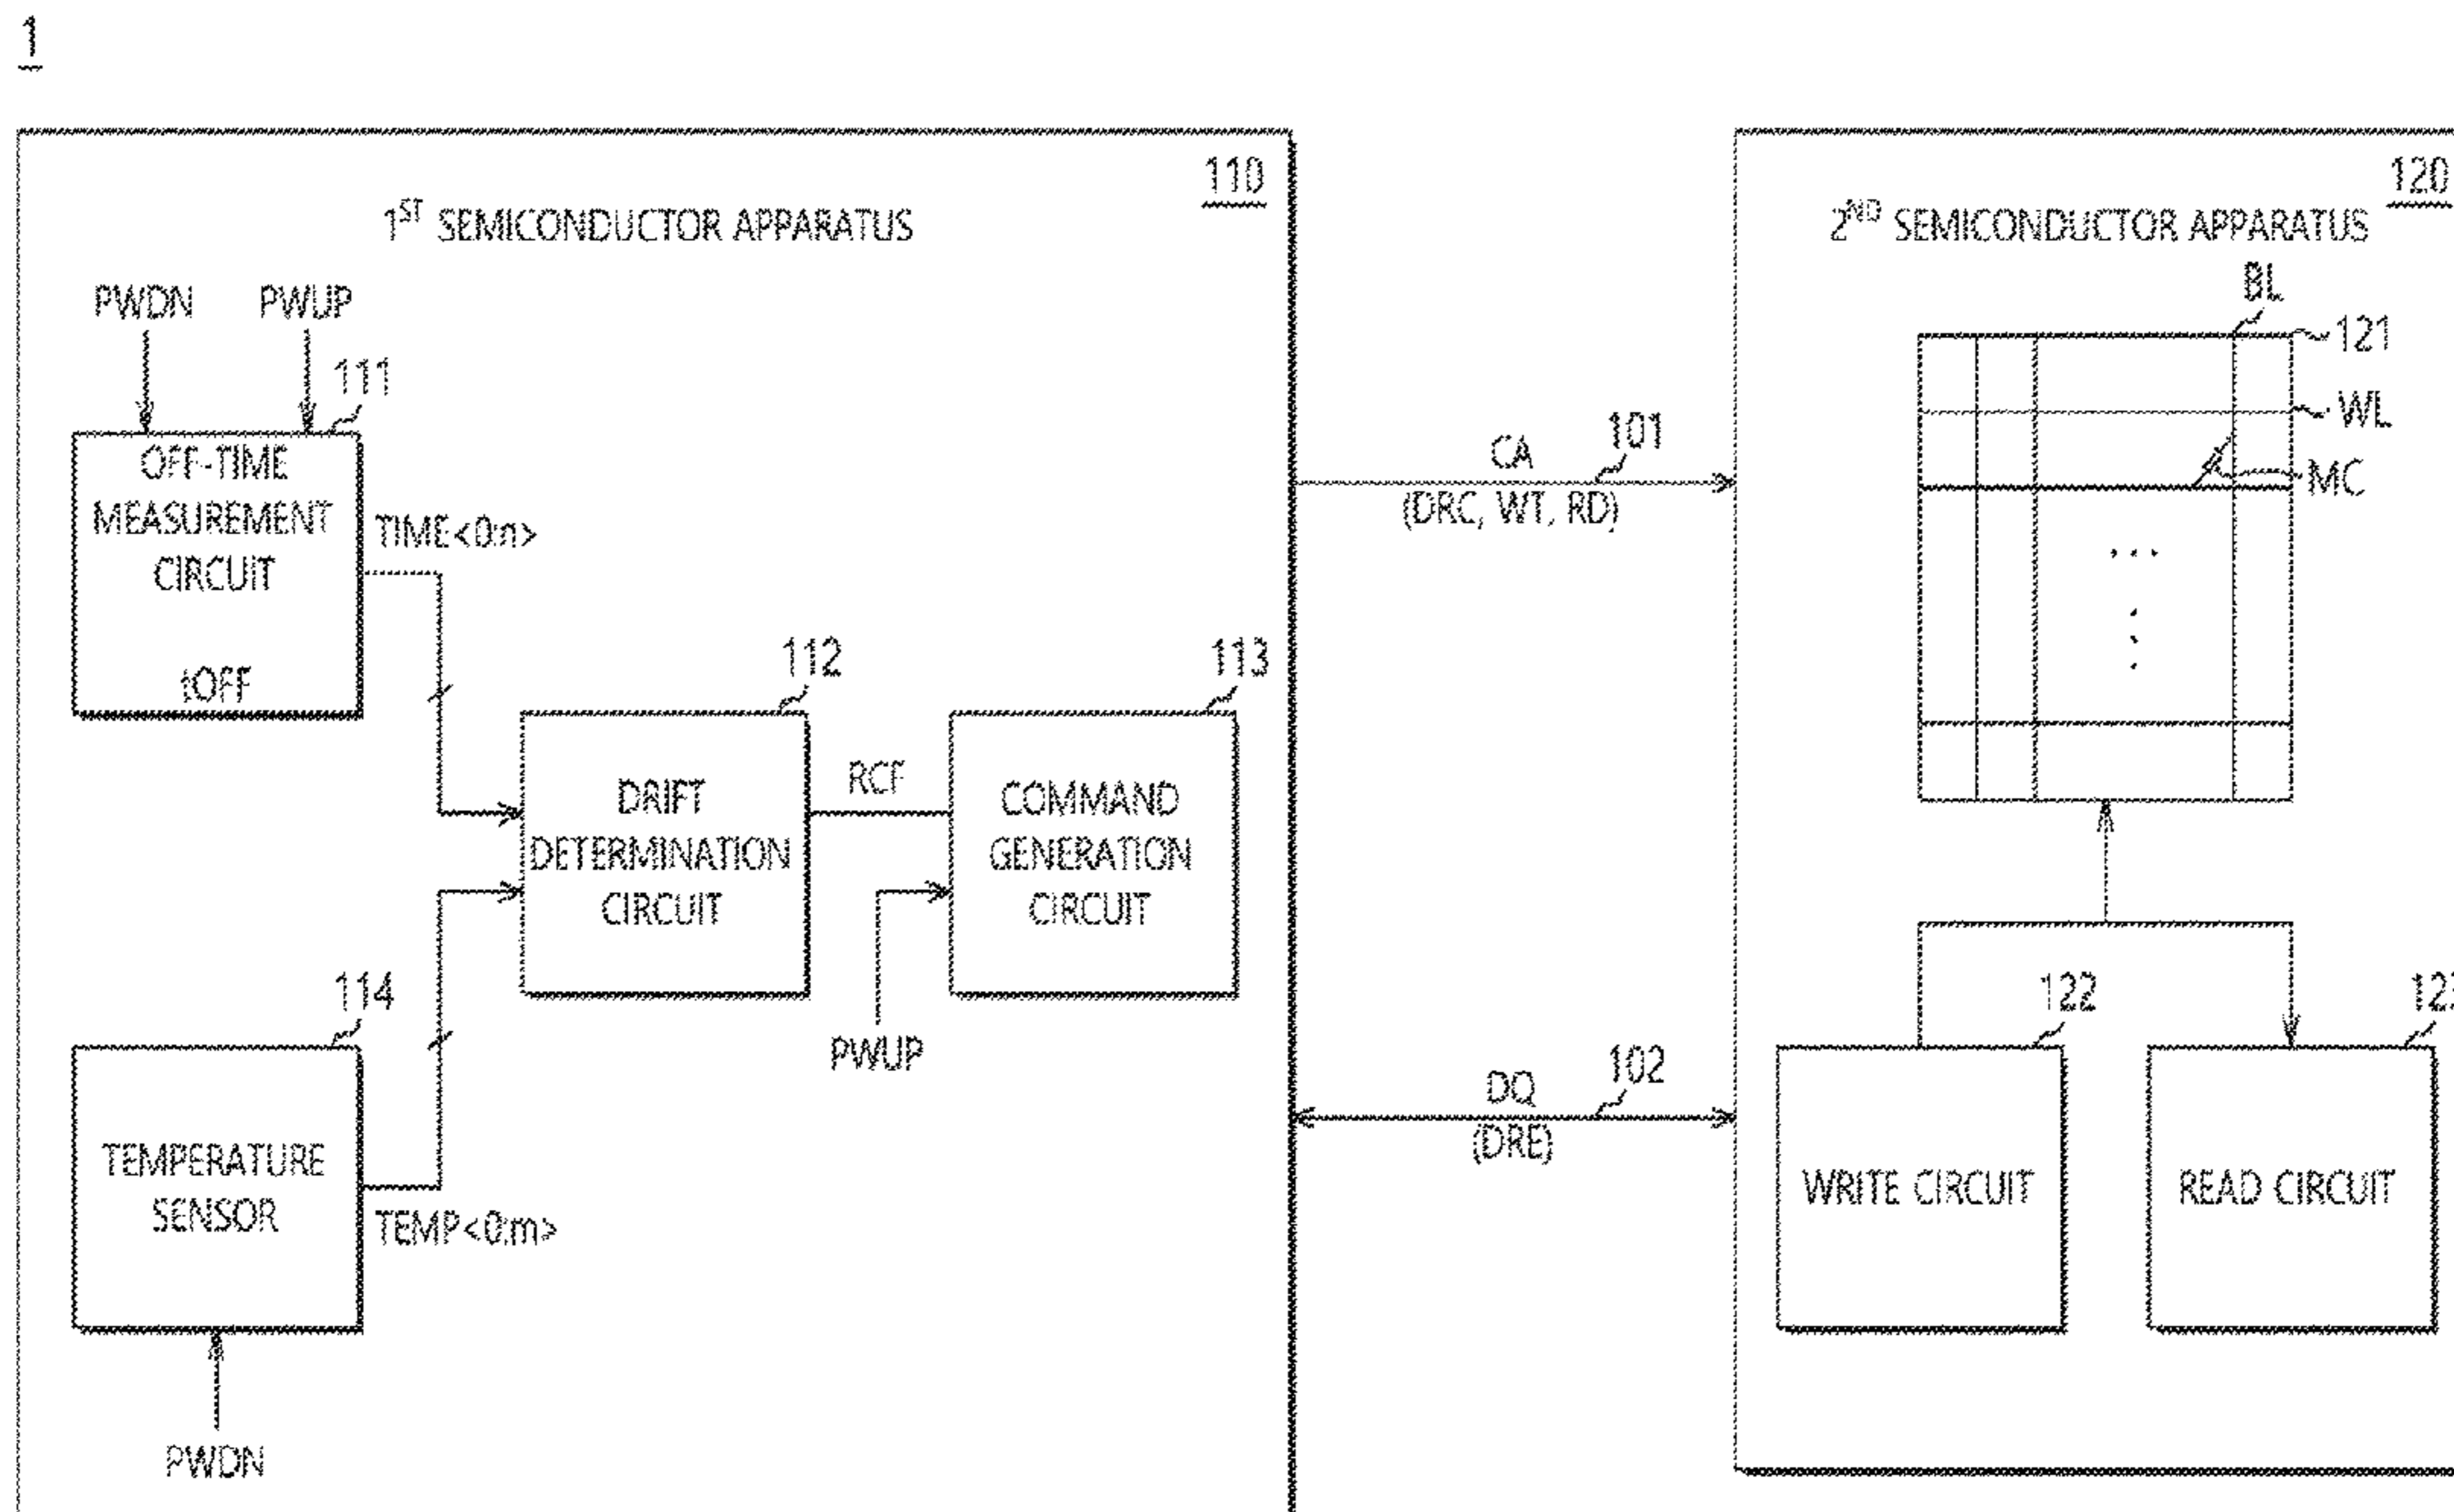 1
110
1ST SEMICONDUCTOR APPARATUS
PWDN
PWUP
111
OFF-TIME
MEASUREMENT
CIRCUIT
tOFF
TIME<0:n>
112
DRIFT
DETERMINATION
CIRCUIT
RCF
113
COMMAND
GENERATION
CIRCUIT
PWUP
114
TEMPERATURE
SENSOR
TEMP<0:m>
PWDN
CA
101
(DRC, WT, RD)
DQ
102
(DRE)
120
2ND SEMICONDUCTOR APPARATUS
BL
121
WL
MC
122
WRITE CIRCUIT
READ CIRCUIT